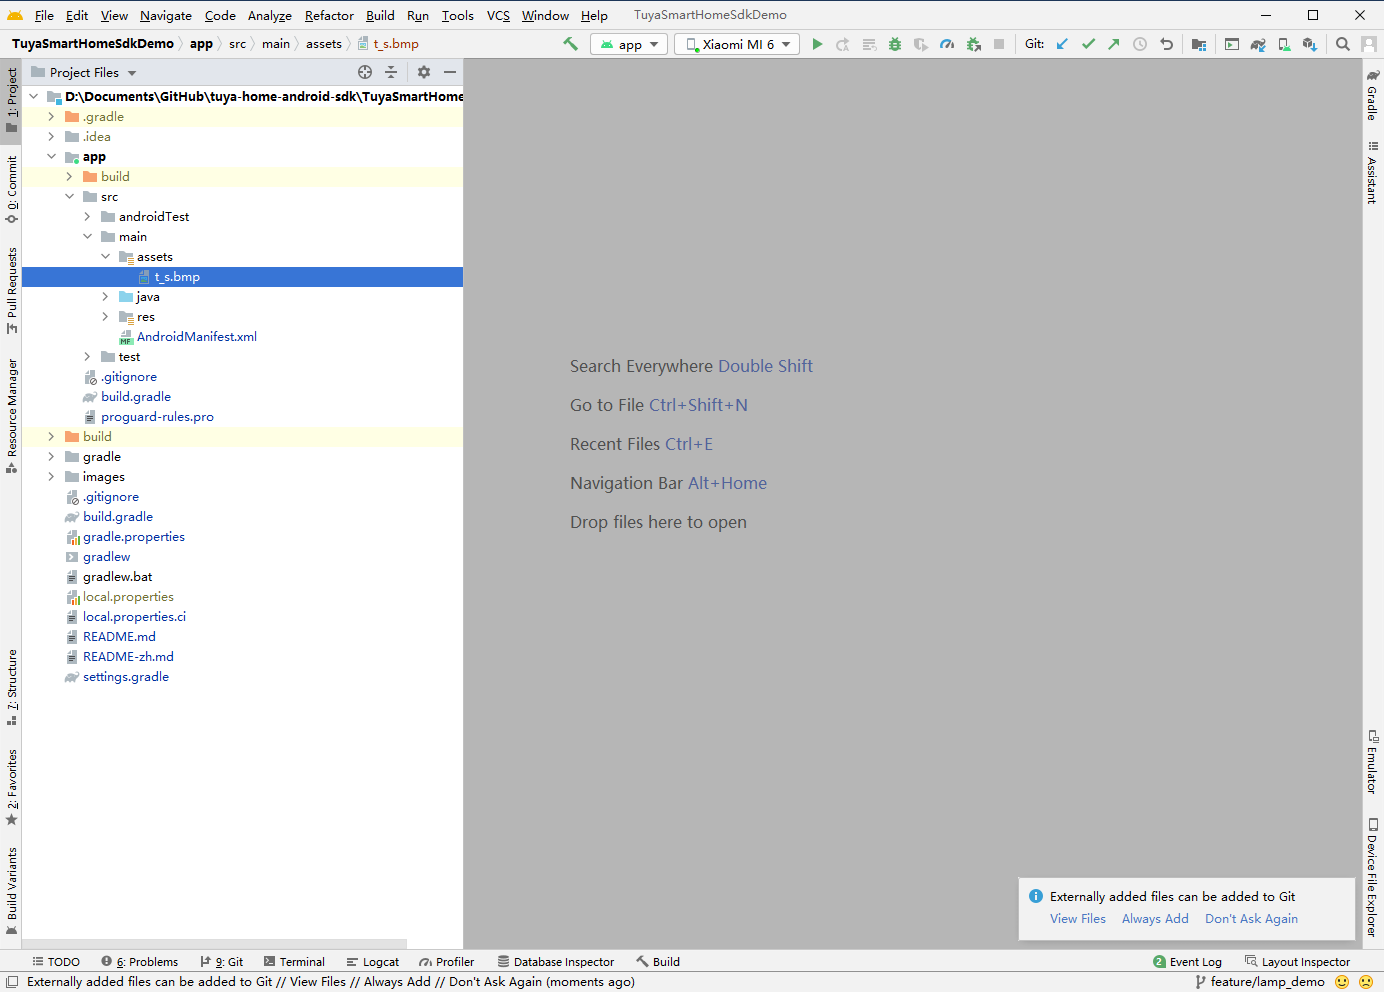 File Edit View Navigate Code Analyze Refactor Build Run Tools VCS Window Help TuyaSmartHomeSdkDemo
TuyaSmartHomeSdkDemo app src main assets t_s.bmp app Xiaomi MI 6 Git:
Project Files
1: Project
0: Commit
Pull Requests
Resource Manager
7: Structure
2: Favorites
Build Variants
D:\Documents\GitHub\tuya-home-android-sdk\TuyaSmartHome
.gradle
.idea
app
build
src
androidTest
main
assets
t_s.bmp
java
res
MF AndroidManifest.xml
test
.gitignore
build.gradle
proguard-rules.pro
build
gradle
images
.gitignore
build.gradle
gradle.properties
gradlew
gradlew.bat
local.properties
local.properties.ci
README.md
README-zh.md
settings.gradle
Search Everywhere Double Shift
Go to File Ctrl+Shift+N
Recent Files Ctrl+E
Navigation Bar Alt+Home
Drop files here to open
Gradle
Assistant
Emulator
Device File Explorer
Externally added files can be added to Git
View Files Always Add Don't Ask Again
TODO 6: Problems 9: Git Terminal Logcat Profiler Database Inspector Build 2 Event Log Layout Inspector
Externally added files can be added to Git // View Files // Always Add // Don't Ask Again (moments ago) feature/lamp_demo